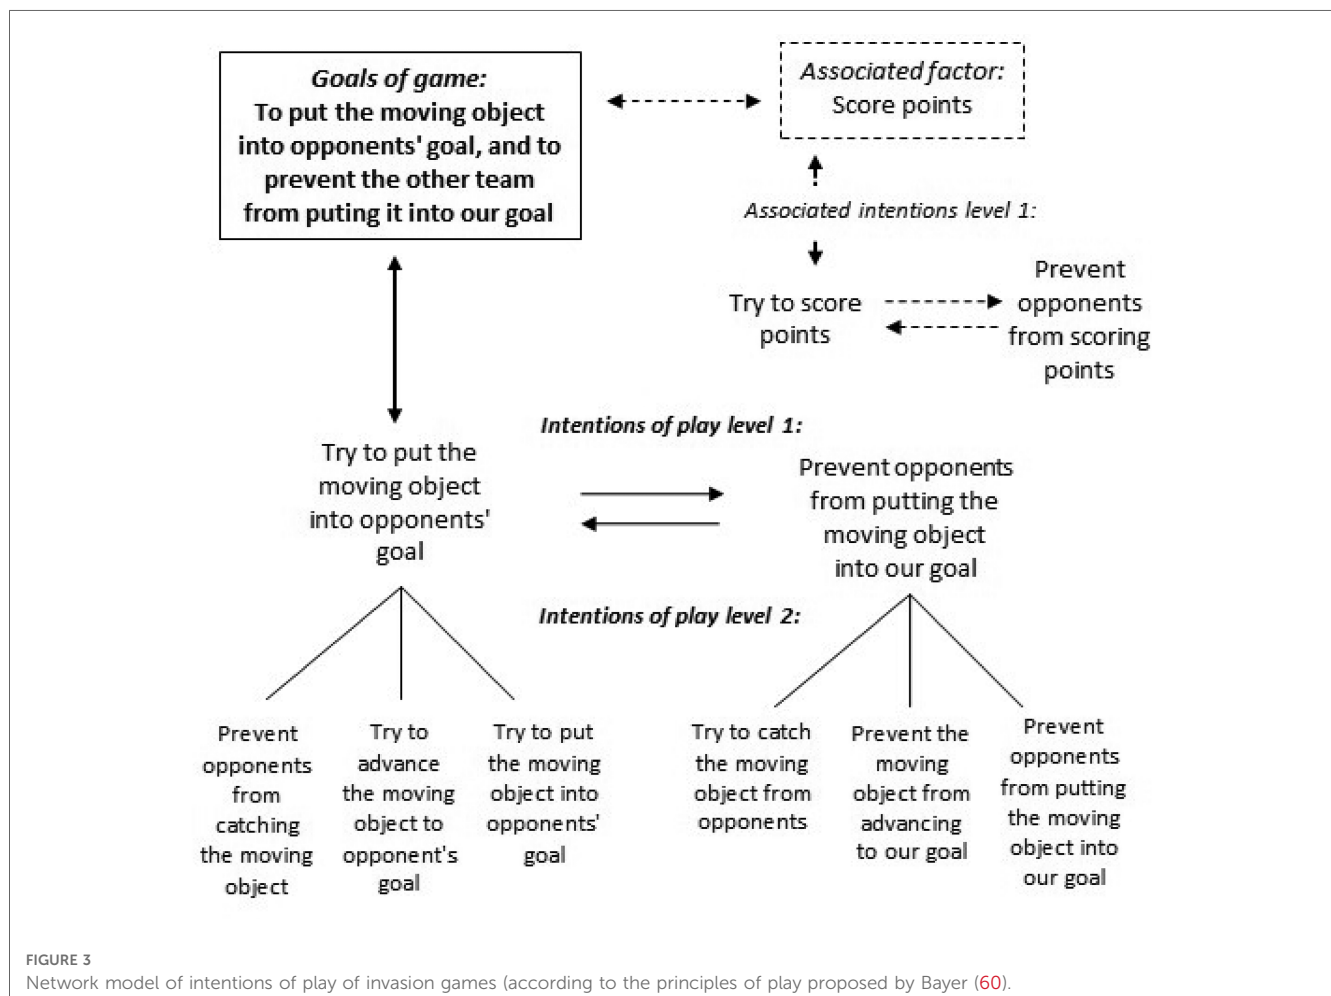 Goals of game:
To put the moving object
into opponents' goal, and to
prevent the other team
from puting it into our goal
Associated factor:
Score points
Associated intentions level 1:
Try to score
points
Prevent
opponents
from scoring
points
Intentions of play level 1:
Try to put the
moving object
into opponents'
goal
Prevent opponents
from putting the
moving object
into our goal
Intentions of play level 2:
Prevent
opponents
from
catching
the moving
object
Try to
advance
the moving
object to
opponent's
goal
Try to put
the moving
object into
opponents'
goal
Try to catch
the moving
object from
opponents
Prevent the
moving
object from
advancing
to our goal
Prevent
opponents
from putting
the moving
object into
our goal
FIGURE 3
Network model of intentions of play of invasion games (according to the principles of play proposed by Bayer (60).